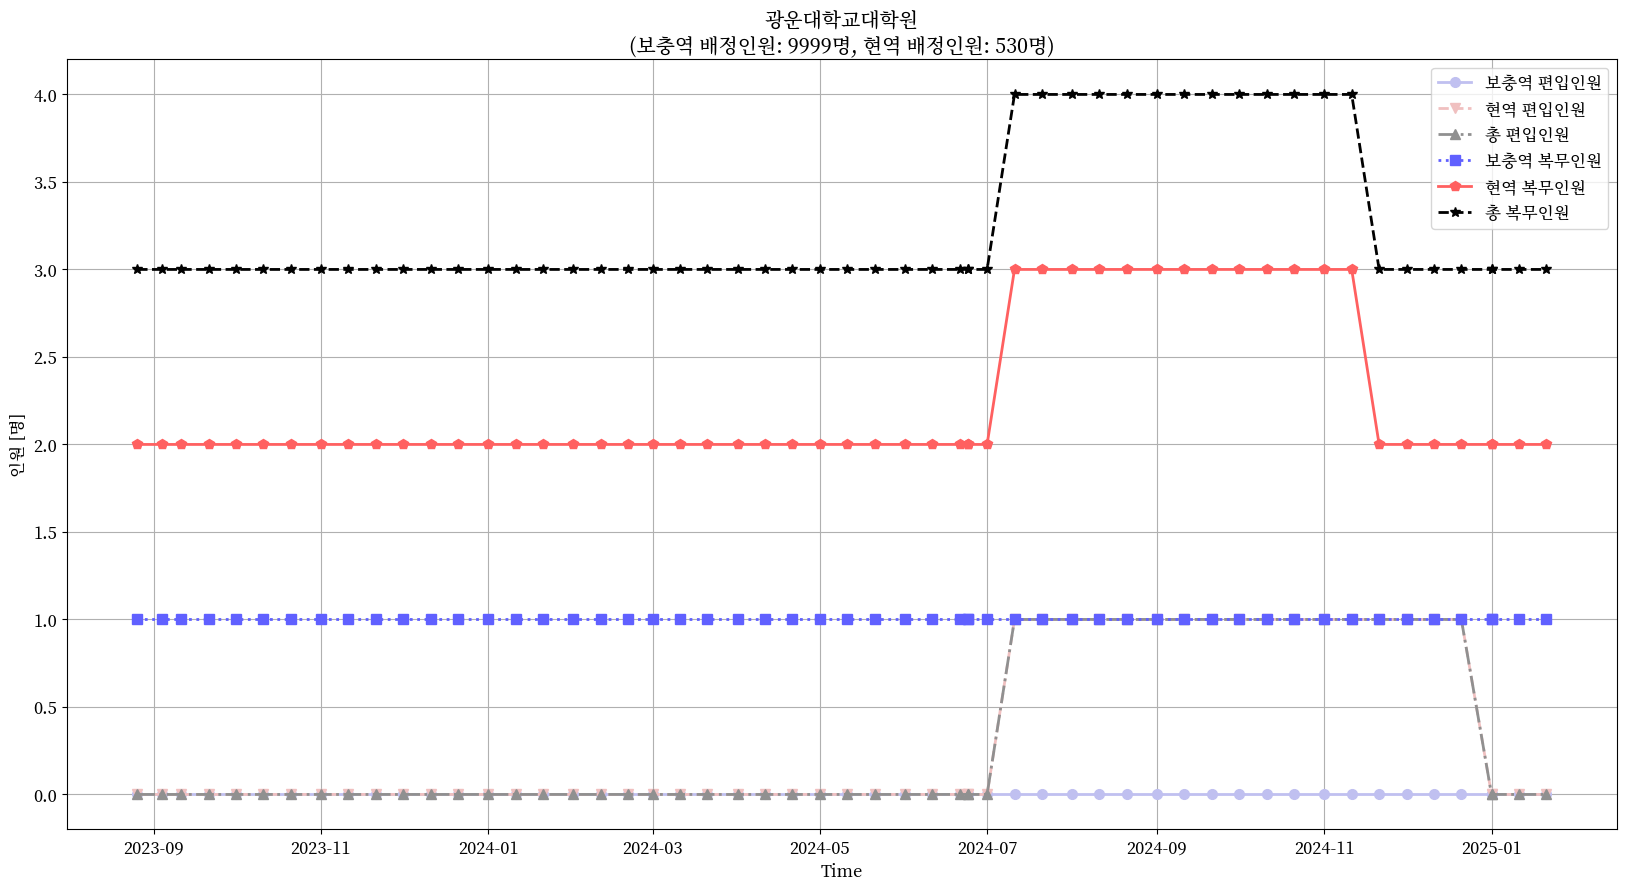 광운대학교대학원
(보충역 배정인원: 9999명, 현역 배정인원: 530명)
보충역 편입인원
현역 편입인원
총 편입인원
보충역 복무인원
현역 복무인원
총 복무인원
4.0
3.5
3.0
2.5
2.0
1.5
1.0
0.5
0.0
인원 [명]
2023-09
2023-11
2024-01
2024-03
2024-05
2024-07
2024-09
2024-11
2025-01
Time